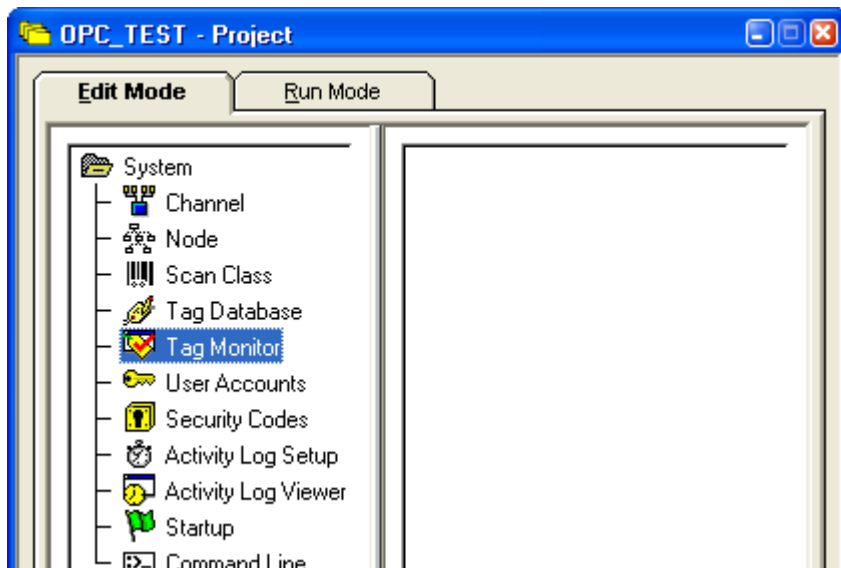 OPC_TEST - Project
Edit Mode
Run Mode
System
Channel
Node
Scan Class
Tag Database
Tag Monitor
User Accounts
Security Codes
Activity Log Setup
Activity Log Viewer
Startup
Command Line